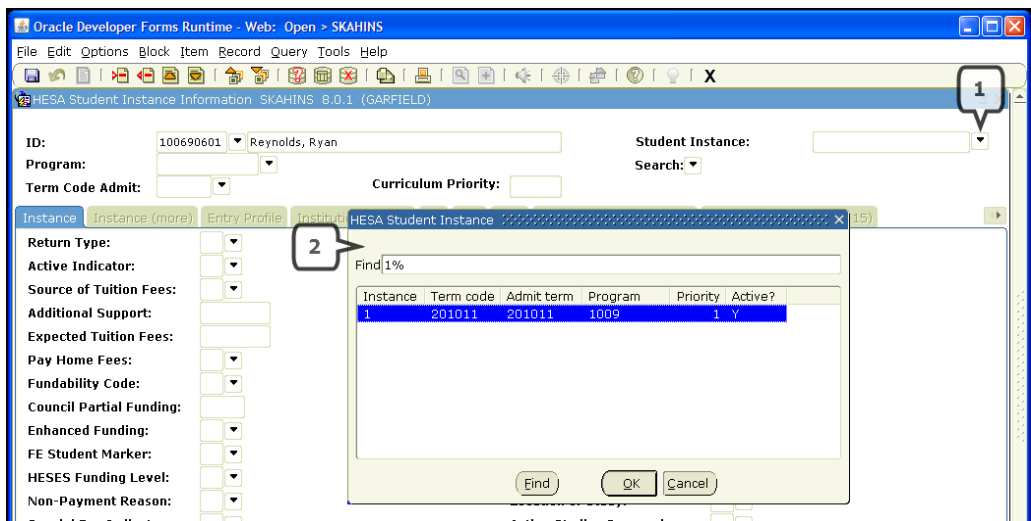 Oracle Developer Forms Runtime - Web: Open > SKAHINS
File Edit Options Block Item Record Query Tools Help
X
HESA Student Instance Information SKAHINS 8.0.1 (GARFIELD)
1
ID: 100690601 Reynolds, Ryan Student Instance:
Program: Search:
Term Code Admit: Curriculum Priority:
Instance Instance (more) Entry Profile 15)
HESA Student Instance
Return Type:
2
Active Indicator: Find 1%
Source of Tuition Fees:
Instance Term code Admit term Program Priority Active?
Additional Support: 1 201011 201011 1009 1 Y
Expected Tuition Fees:
Pay Home Fees:
Fundability Code:
Council Partial Funding:
Enhanced Funding:
FE Student Marker:
HESES Funding Level: Find OK Cancel
Non-Payment Reason: